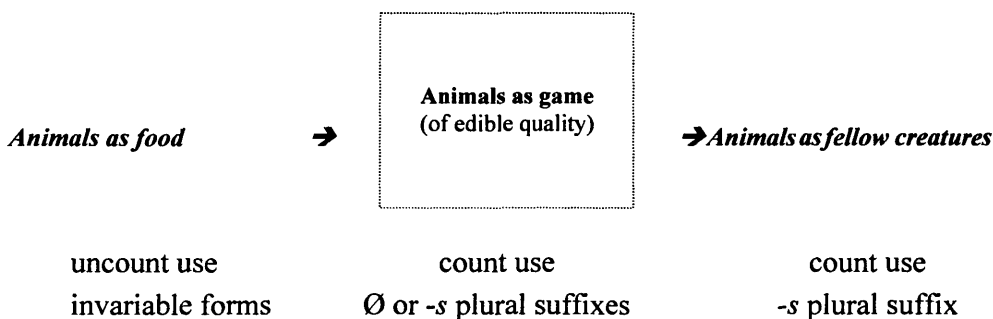 Animals as game
(of edible quality)
Animals as food → → Animals as fellow creatures
uncount use count use count use
invariable forms Ø or -s plural suffixes -s plural suffix